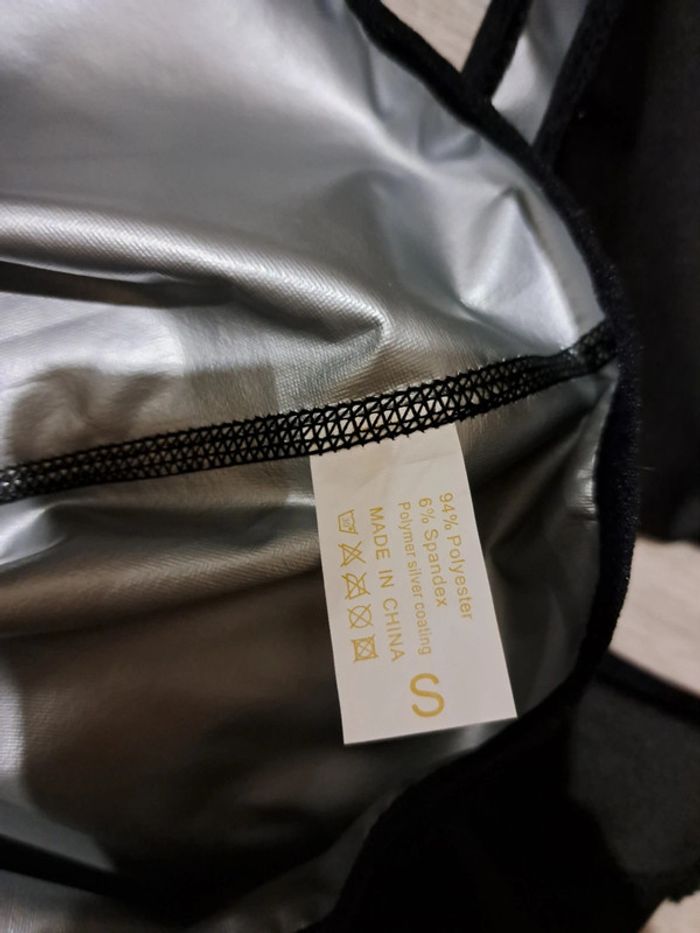 94% Polyester
6% Spandex
Polymer silver coating
MADE IN CHINA
S